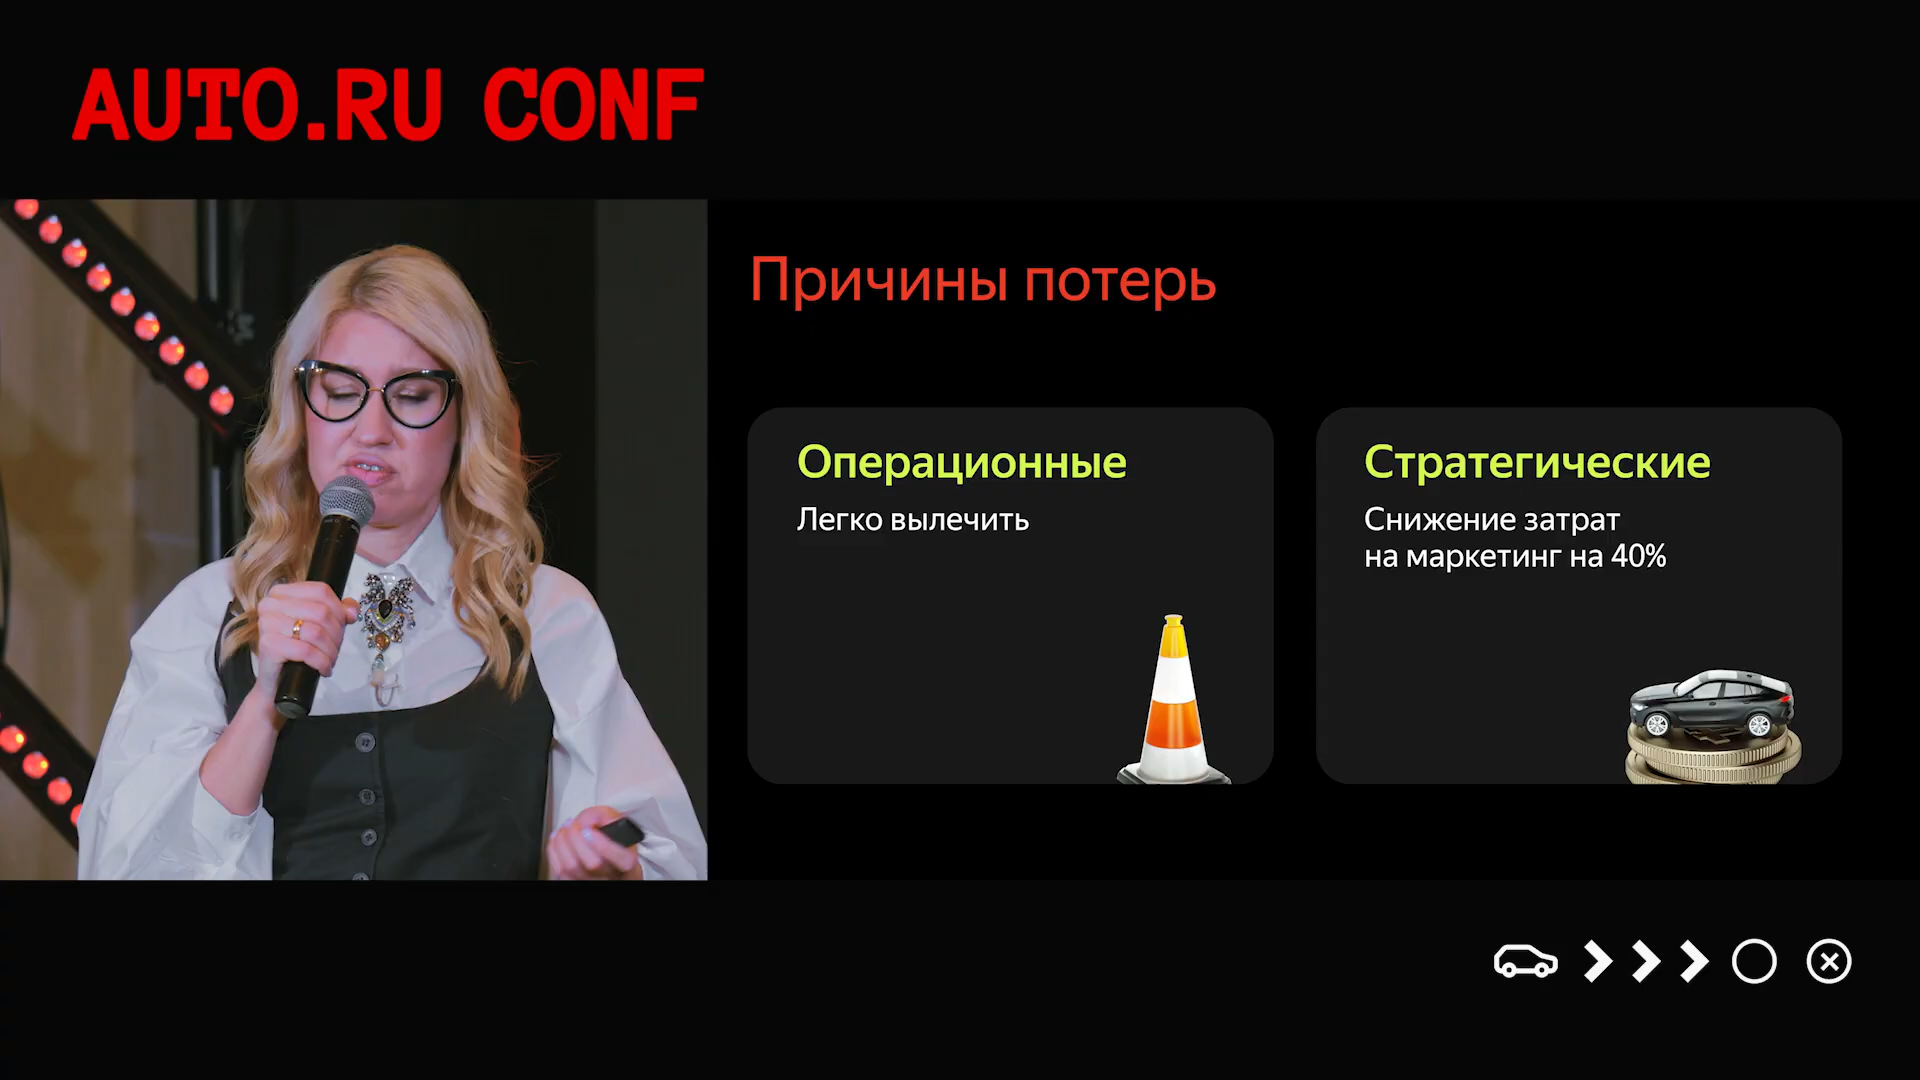 AUTO.RU CONF
Причины потерь
Операционные
Легко вылечить
Стратегические
Снижение затрат
на маркетинг на 40%